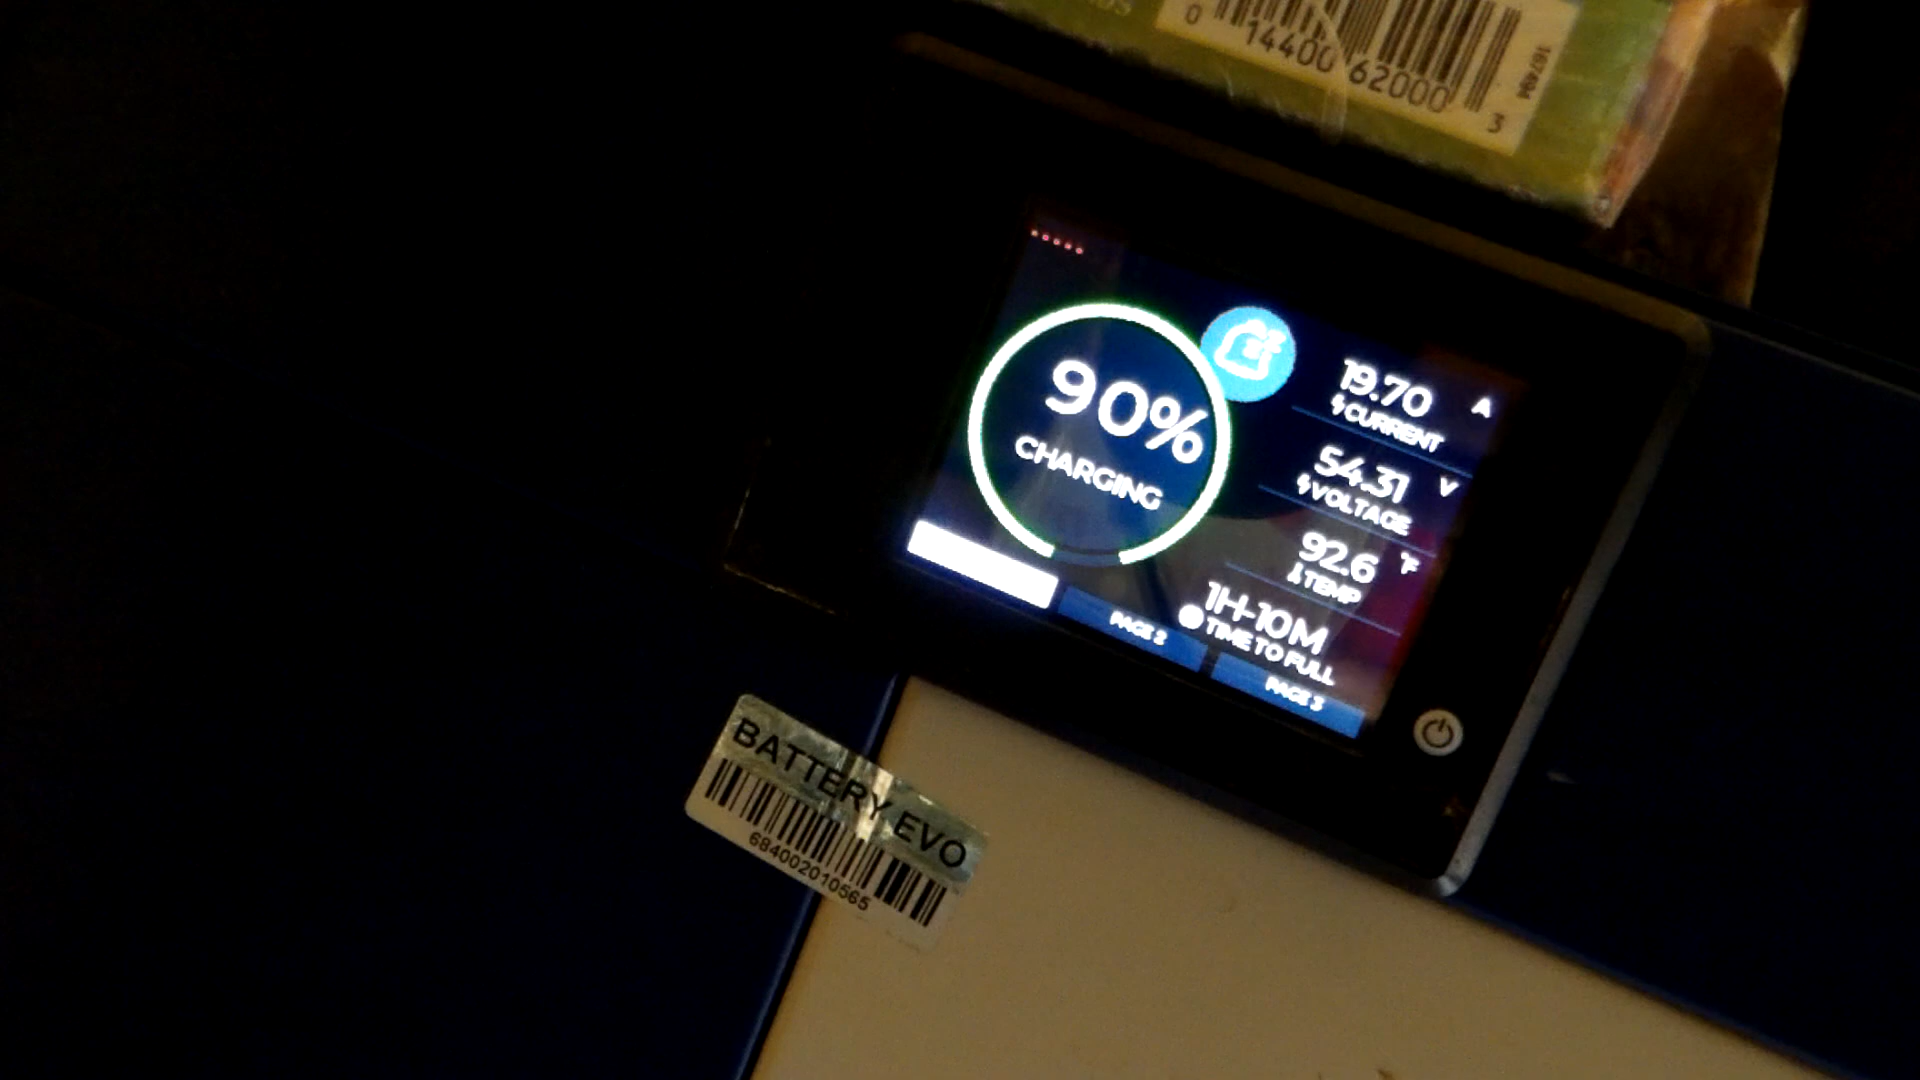 0 14400 62000 3
167494
90%
CHARGING
19.70 A
CURRENT
54.31 V
VOLTAGE
92.6 °F
TEMP
1H-10M
TIME TO FULL
PAGE 2
PAGE 3
BATTERY EVO
684002010565